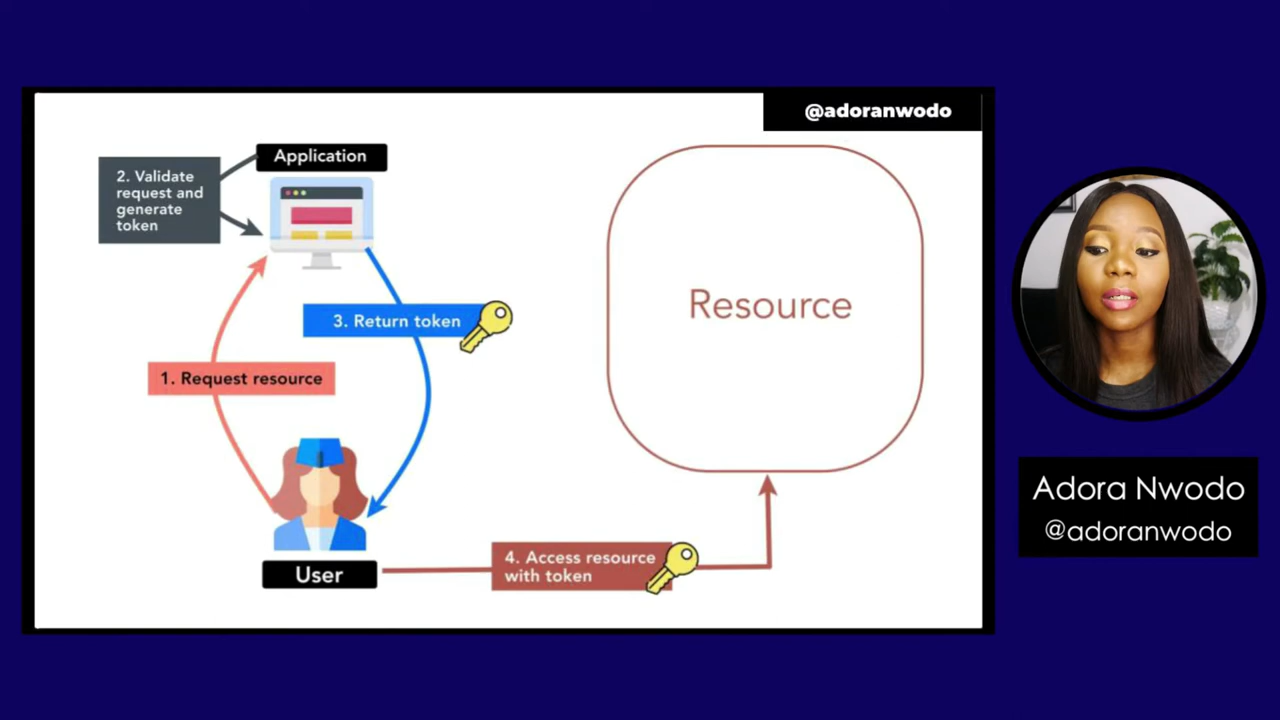 @adoranwodo
Application
2. Validate
request and
generate
token
3. Return token
1. Request resource
Resource
4. Access resource
with token
User
Adora Nwodo
@adoranwodo